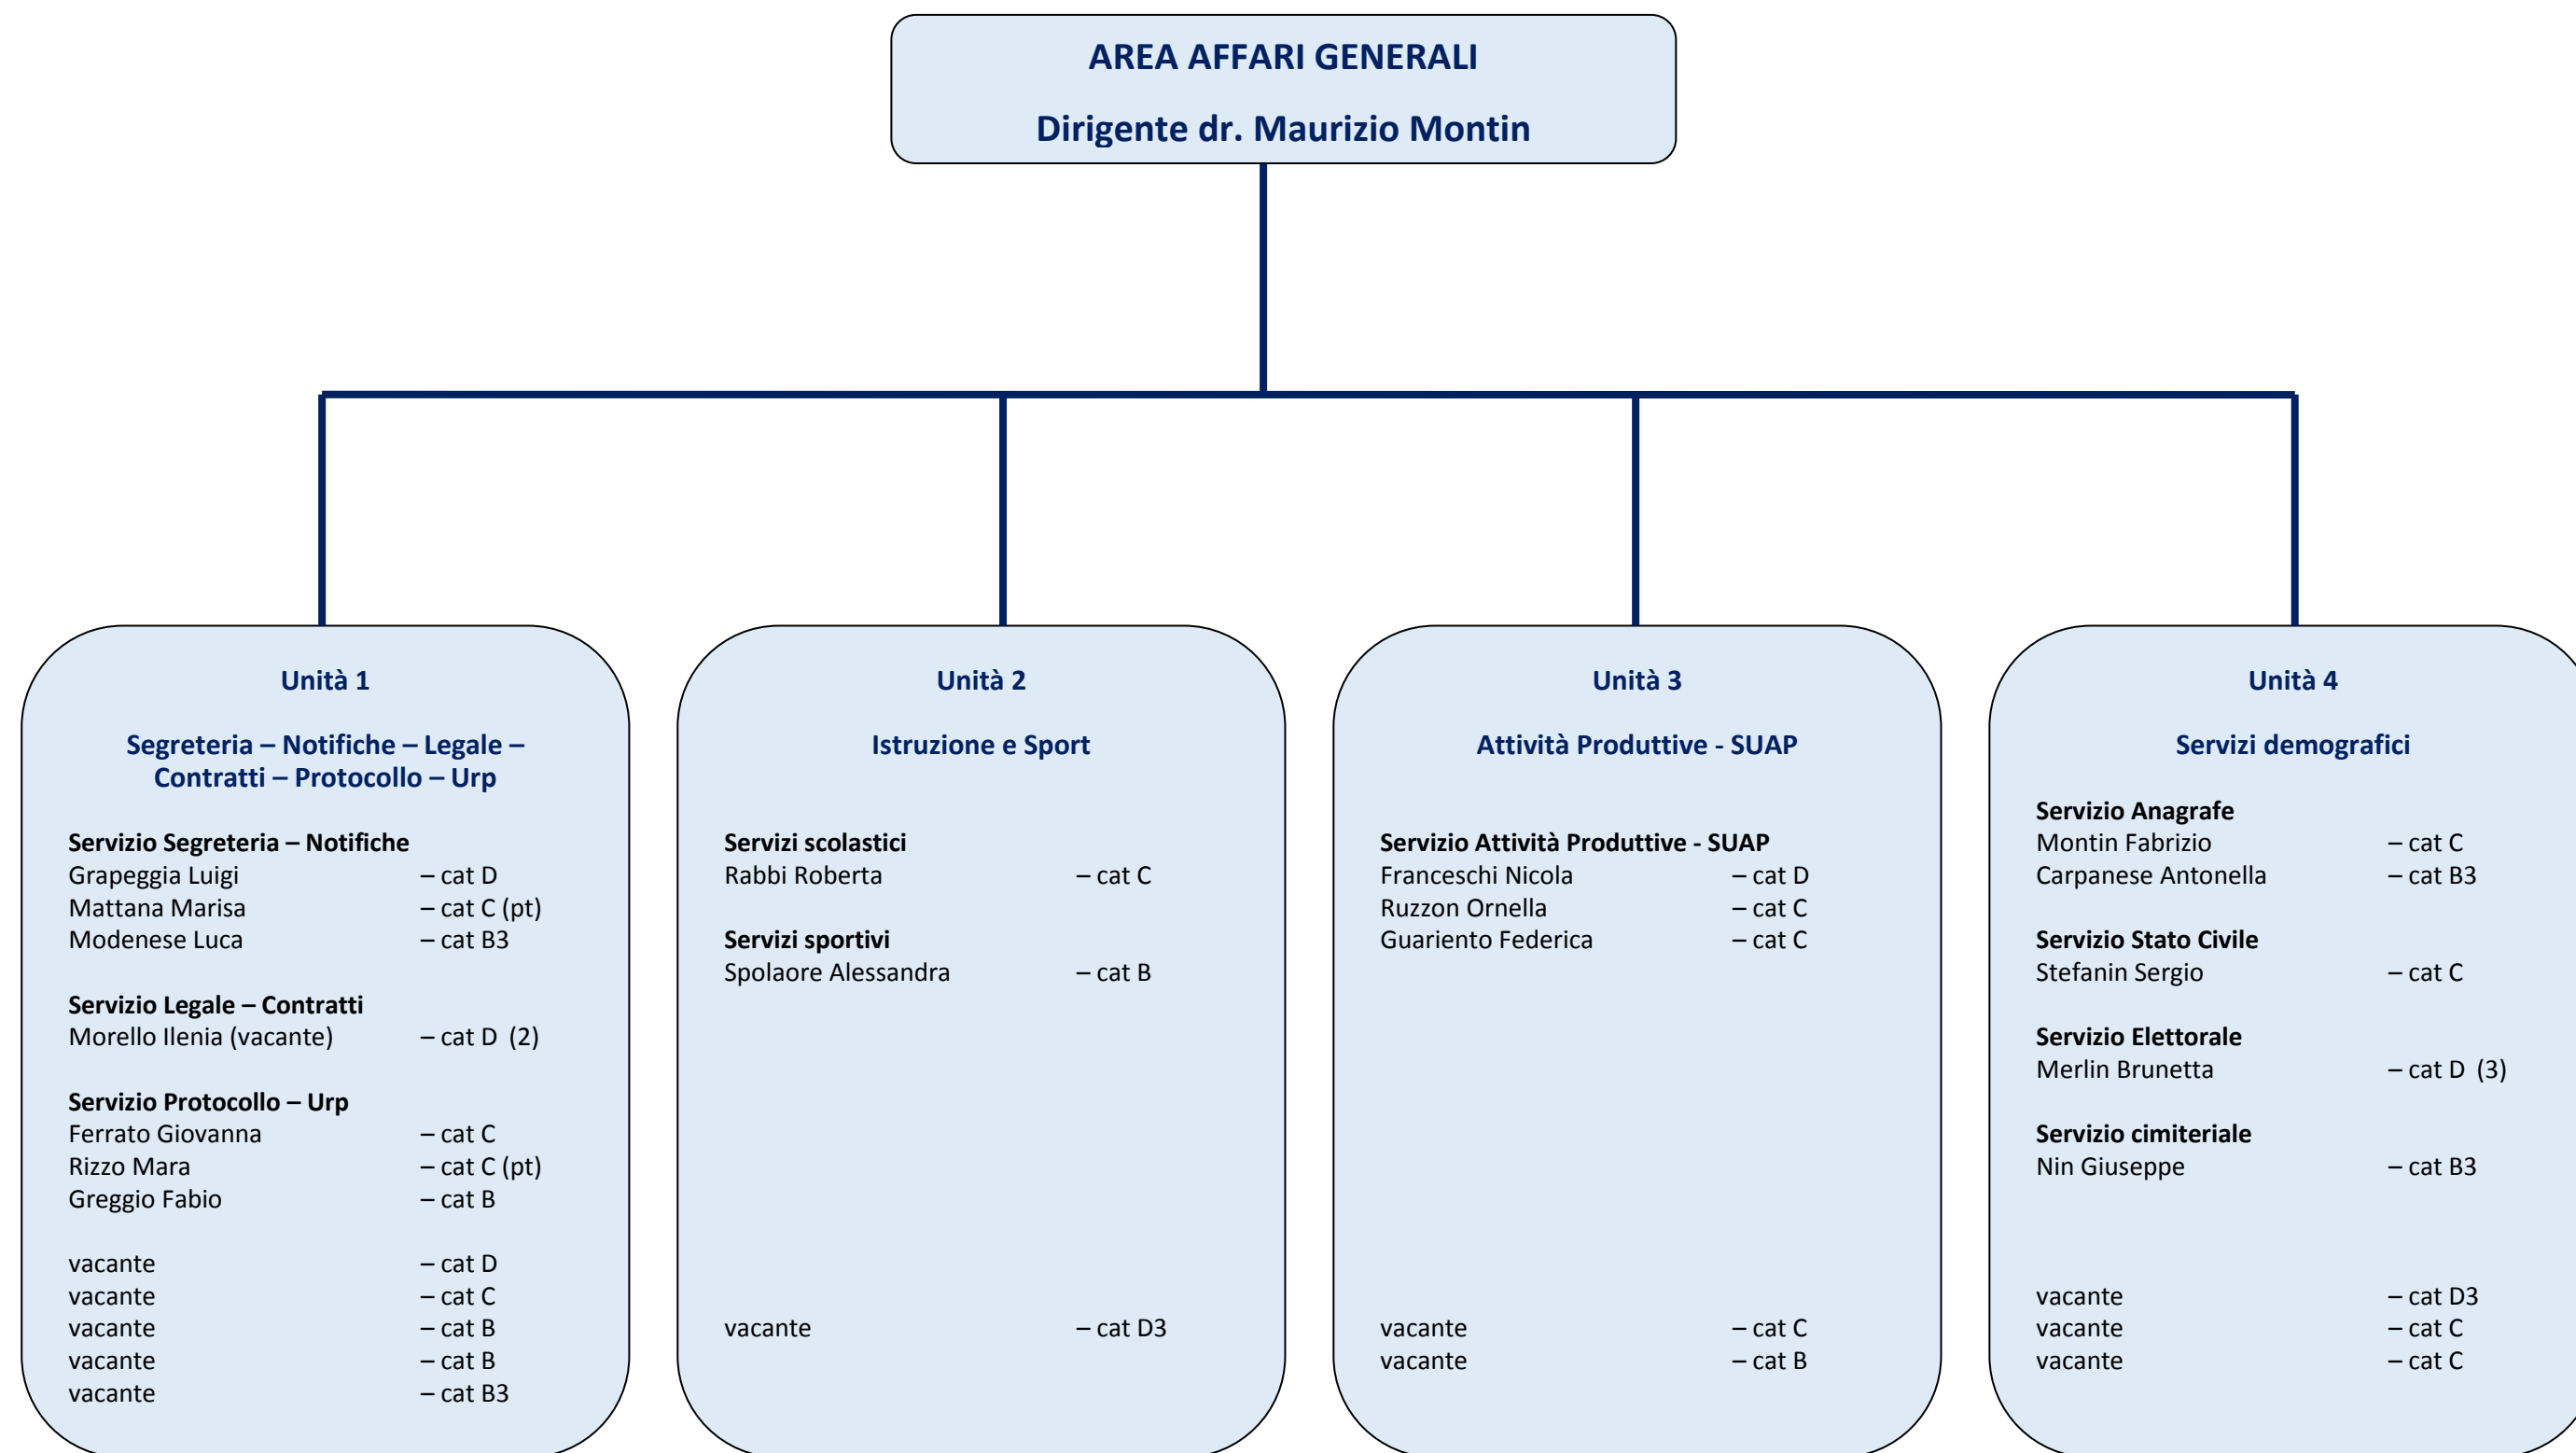 AREA AFFARI GENERALI
Dirigente dr. Maurizio Montin
Unità 1
Segreteria – Notifiche – Legale –
Contratti – Protocollo – Urp
Servizio Segreteria – Notifiche
Grapeggia Luigi – cat D
Mattana Marisa – cat C (pt)
Modenese Luca – cat B3
Servizio Legale – Contratti
Morello Ilenia (vacante) – cat D (2)
Servizio Protocollo – Urp
Ferrato Giovanna – cat C
Rizzo Mara – cat C (pt)
Greggio Fabio – cat B
vacante – cat D
vacante – cat C
vacante – cat B
vacante – cat B
vacante – cat B3
Unità 2
Istruzione e Sport
Servizi scolastici
Rabbi Roberta – cat C
Servizi sportivi
Spolaore Alessandra – cat B
vacante – cat D3
Unità 3
Attività Produttive - SUAP
Servizio Attività Produttive - SUAP
Franceschi Nicola – cat D
Ruzzon Ornella – cat C
Guariento Federica – cat C
vacante – cat C
vacante – cat B
Unità 4
Servizi demografici
Servizio Anagrafe
Montin Fabrizio – cat C
Carpanese Antonella – cat B3
Servizio Stato Civile
Stefanin Sergio – cat C
Servizio Elettorale
Merlin Brunetta – cat D (3)
Servizio cimiteriale
Nin Giuseppe – cat B3
vacante – cat D3
vacante – cat C
vacante – cat C